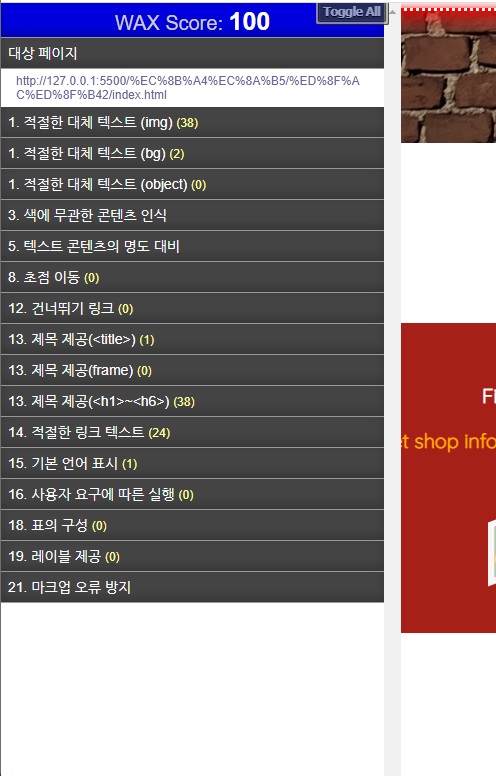 WAX Score: 100
Toggle All
대상 페이지
http://127.0.0.1:5500/%EC%8B%A4%EC%8A%B5/%ED%8F%A
C%ED%8F%B42/index.html
1. 적절한 대체 텍스트 (img) (38)
1. 적절한 대체 텍스트 (bg) (2)
1. 적절한 대체 텍스트 (object) (0)
3. 색에 무관한 콘텐츠 인식
5. 텍스트 콘텐츠의 명도 대비
8. 초점 이동 (0)
12. 건너뛰기 링크 (0)
13. 제목 제공(<title>) (1)
13. 제목 제공(frame) (0)
13. 제목 제공(<h1>~<h6>) (38)
14. 적절한 링크 텍스트 (24)
15. 기본 언어 표시 (1)
16. 사용자 요구에 따른 실행 (0)
18. 표의 구성 (0)
19. 레이블 제공 (0)
21. 마크업 오류 방지
shop info